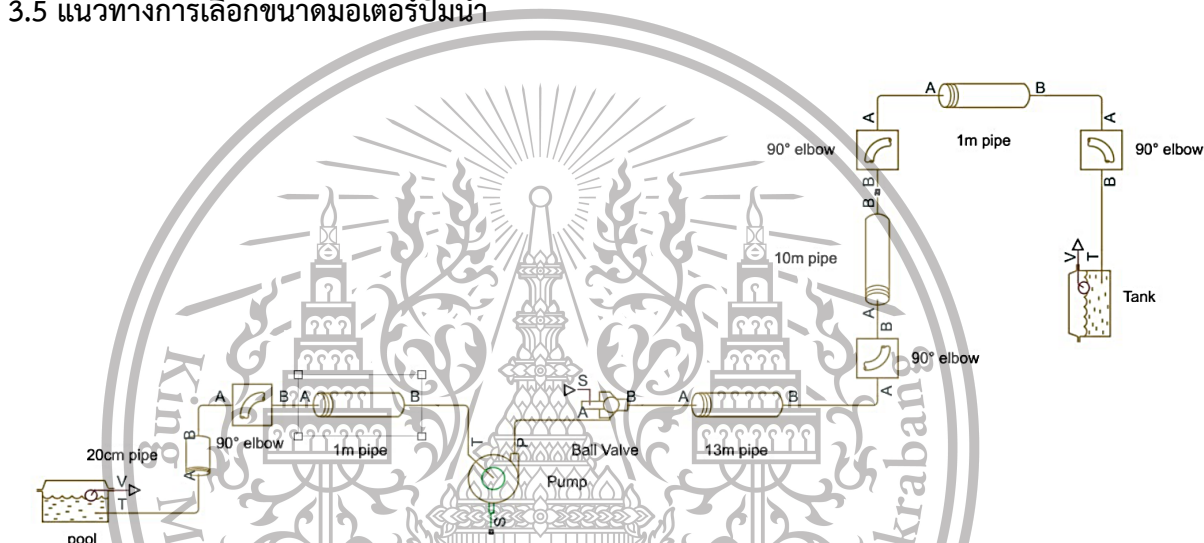 3.5 แนวทางการเลือกขนาดมอเตอร์ปั๊มน้ำ
A B
A A
90° elbow 1m pipe 90° elbow
B B
B
10m pipe
V T
Tank
A
B
90° elbow
A
King Mongkrabang
A B A B
S
A B A B
B
90° elbow 1m pipe T P Ball Valve 13m pipe
20cm pipe
A
V
T
Pump
S
pool